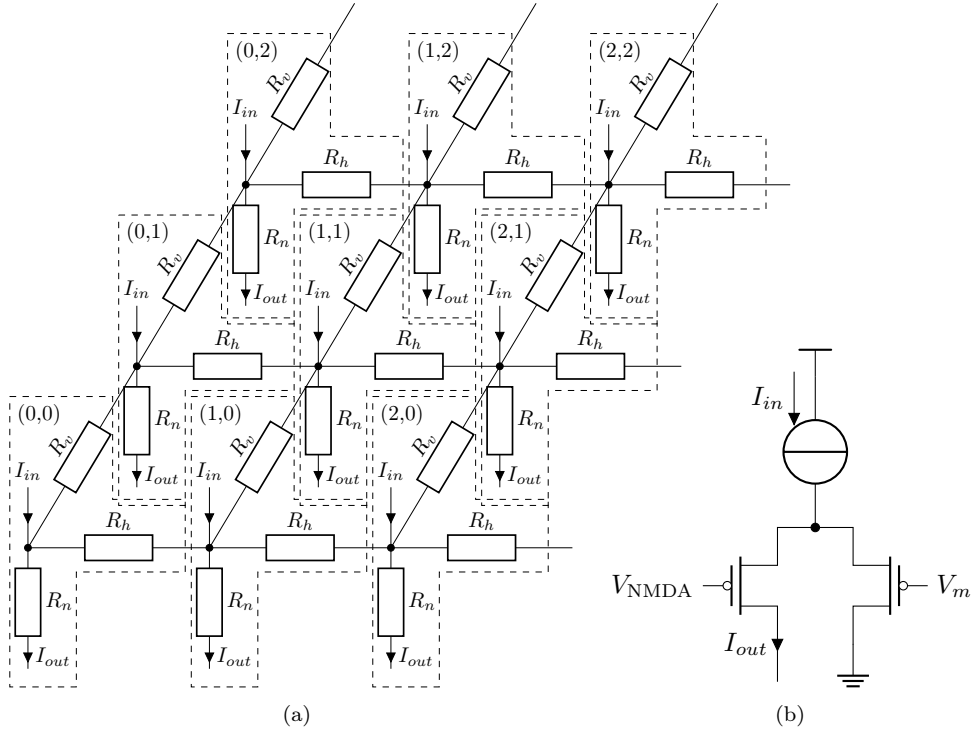 (0,2) (1,2) (2,2)
R_v R_v R_v
I_in I_in I_in
R_h R_h R_h
(0,1) R_n (1,1) R_n (2,1) R_n
R_v R_v R_v
I_in I_out I_in I_out I_in I_out
R_h R_h R_h
(0,0) R_n (1,0) R_n (2,0) R_n
R_v R_v R_v
I_in I_out I_in I_out I_in I_out
R_h R_h R_h
R_n R_n R_n
I_out I_out I_out
(a)
I_in
V_NMDA V_m
I_out
(b)